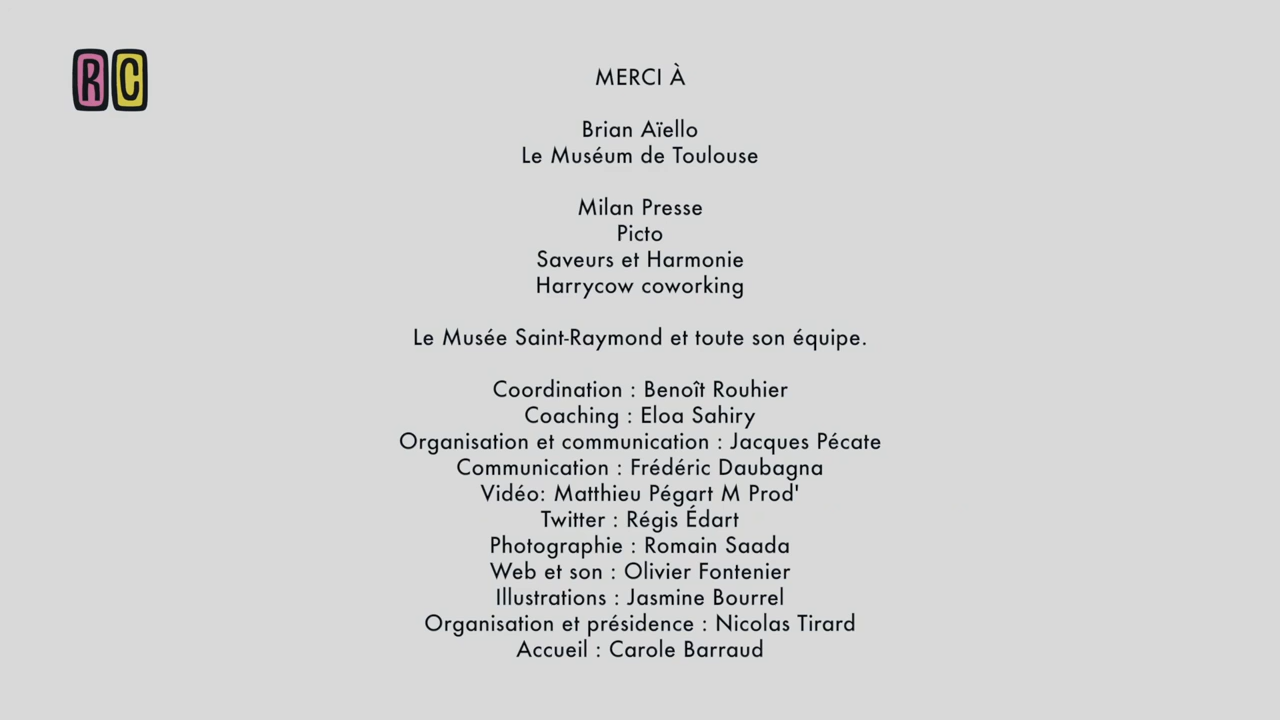 RC
MERCI À
Brian Aïello
Le Muséum de Toulouse
Milan Presse
Picto
Saveurs et Harmonie
Harrycow coworking
Le Musée Saint-Raymond et toute son équipe.
Coordination : Benoît Rouhier
Coaching : Eloa Sahiry
Organisation et communication : Jacques Pécate
Communication : Frédéric Daubagna
Vidéo: Matthieu Pégart M Prod'
Twitter : Régis Édart
Photographie : Romain Saada
Web et son : Olivier Fontenier
Illustrations : Jasmine Bourrel
Organisation et présidence : Nicolas Tirard
Accueil : Carole Barraud